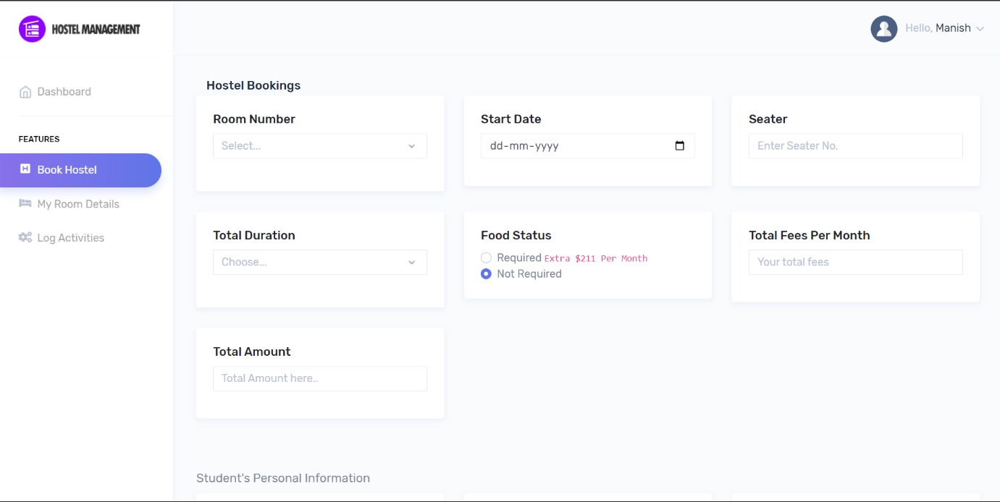 HOSTEL MANAGEMENT
Hello, Manish
Dashboard
FEATURES
Book Hostel
My Room Details
Log Activities
Hostel Bookings
Room Number
Select...
Start Date
dd-mm-yyyy
Seater
Enter Seater No.
Total Duration
Choose...
Food Status
Required Extra $211 Per Month
Not Required
Total Fees Per Month
Your total fees
Total Amount
Total Amount here..
Student's Personal Information